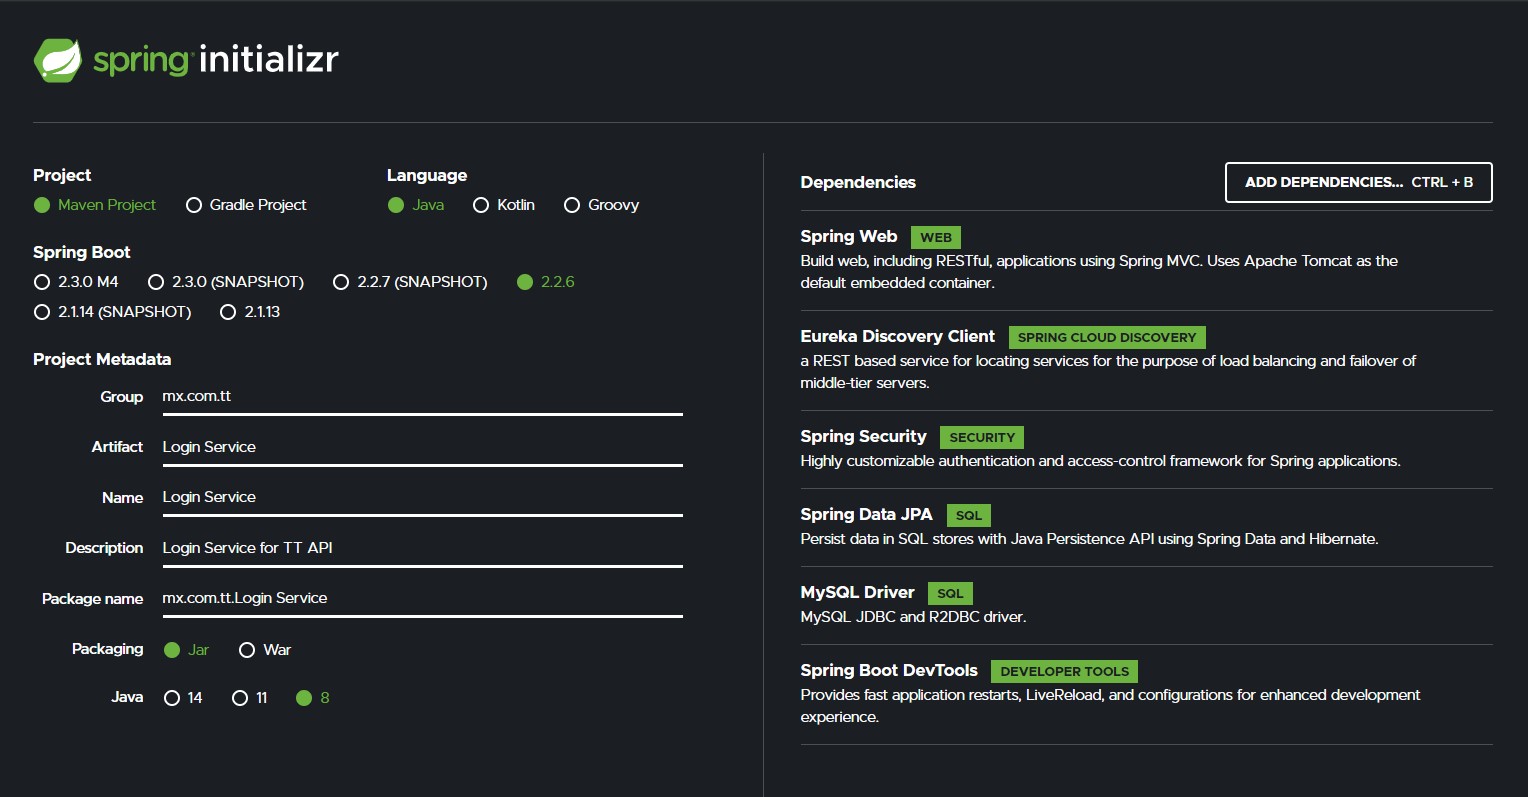 spring initializr
Project
Maven Project Gradle Project
Language
Java Kotlin Groovy
Spring Boot
2.3.0 M4 2.3.0 (SNAPSHOT) 2.2.7 (SNAPSHOT) 2.2.6
2.1.14 (SNAPSHOT) 2.1.13
Project Metadata
Group mx.com.tt
Artifact Login Service
Name Login Service
Description Login Service for TT API
Package name mx.com.tt.Login Service
Packaging Jar War
Java 14 11 8
Dependencies
ADD DEPENDENCIES... CTRL + B
Spring Web WEB
Build web, including RESTful, applications using Spring MVC. Uses Apache Tomcat as the
default embedded container.
Eureka Discovery Client SPRING CLOUD DISCOVERY
a REST based service for locating services for the purpose of load balancing and failover of
middle-tier servers.
Spring Security SECURITY
Highly customizable authentication and access-control framework for Spring applications.
Spring Data JPA SQL
Persist data in SQL stores with Java Persistence API using Spring Data and Hibernate.
MySQL Driver SQL
MySQL JDBC and R2DBC driver.
Spring Boot DevTools DEVELOPER TOOLS
Provides fast application restarts, LiveReload, and configurations for enhanced development
experience.